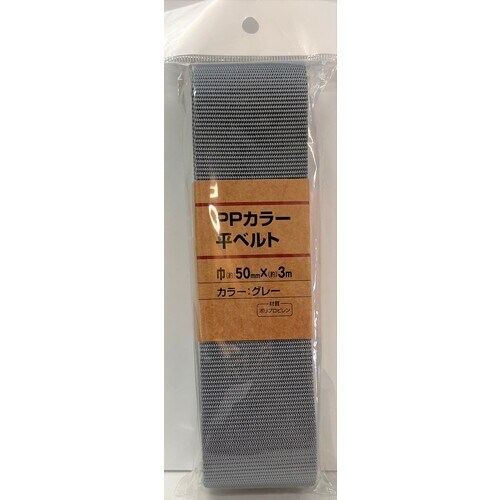 PPカラー
平ベルト
巾(約)50mm×(約)3m
カラー:グレー
材質
ポリプロピレン